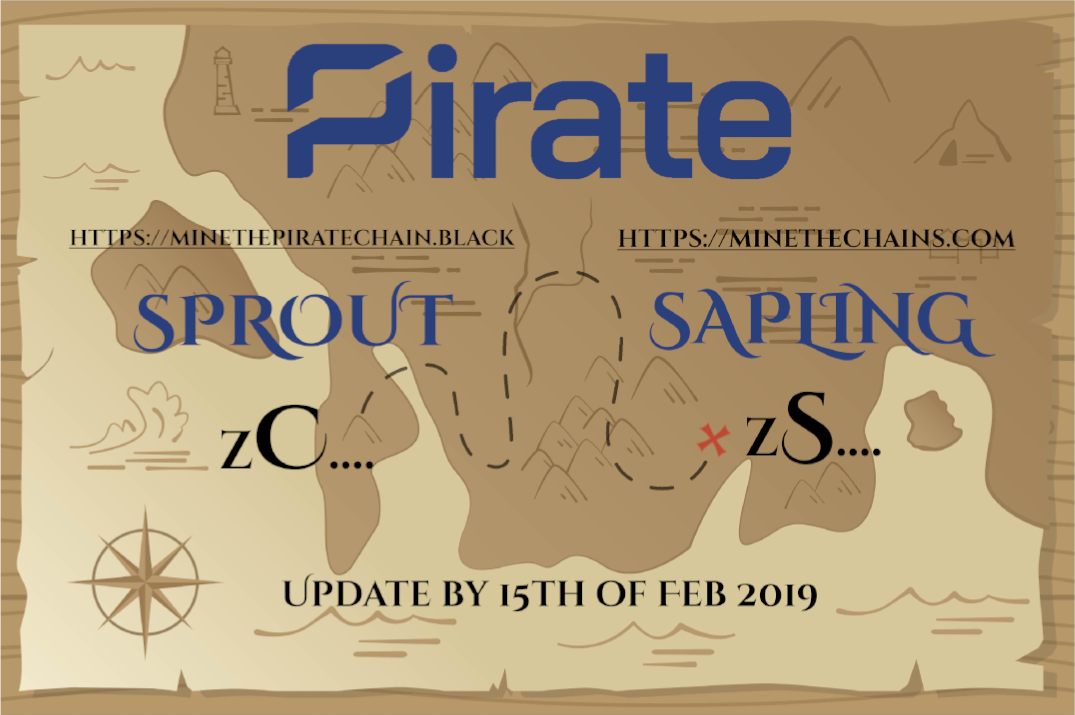 Pirate
HTTPS://MINETHEPIRATECHAIN.BLACK
HTTPS://MINETHECHAINS.COM
SPROUT
SAPLING
zC....
zS....
UPDATE BY 15TH OF FEB 2019